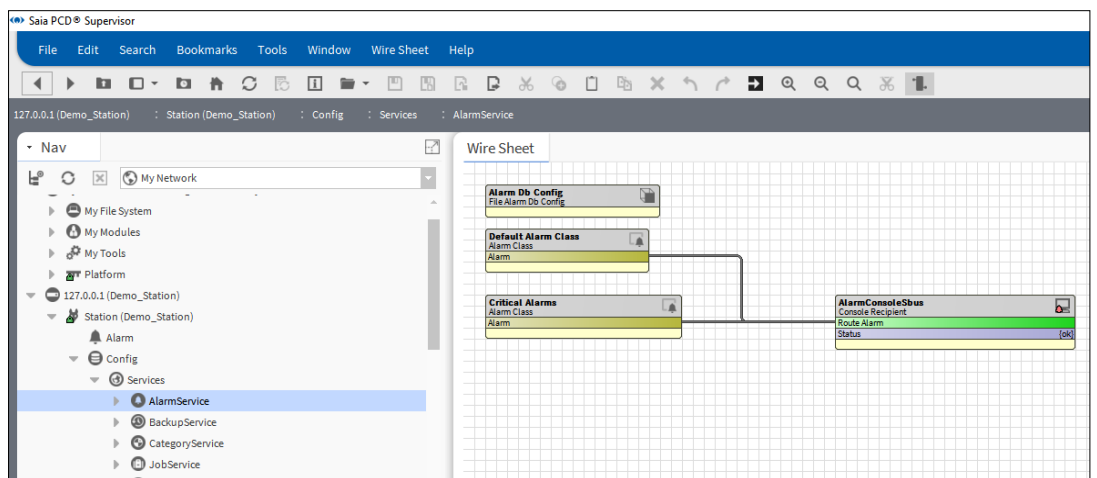 Saia PCD® Supervisor
File Edit Search Bookmarks Tools Window Wire Sheet Help
127.0.0.1 (Demo_Station) : Station (Demo_Station) : Config : Services : AlarmService
Nav
My Network
My File System
My Modules
My Tools
Platform
127.0.0.1 (Demo_Station)
Station (Demo_Station)
Alarm
Config
Services
AlarmService
BackupService
CategoryService
JobService
Wire Sheet
Alarm Db Config
File Alarm Db Config
Default Alarm Class
Alarm Class
Alarm
Critical Alarms
Alarm Class
Alarm
AlarmConsoleSbus
Console Recipient
Route Alarm
Status {ok}